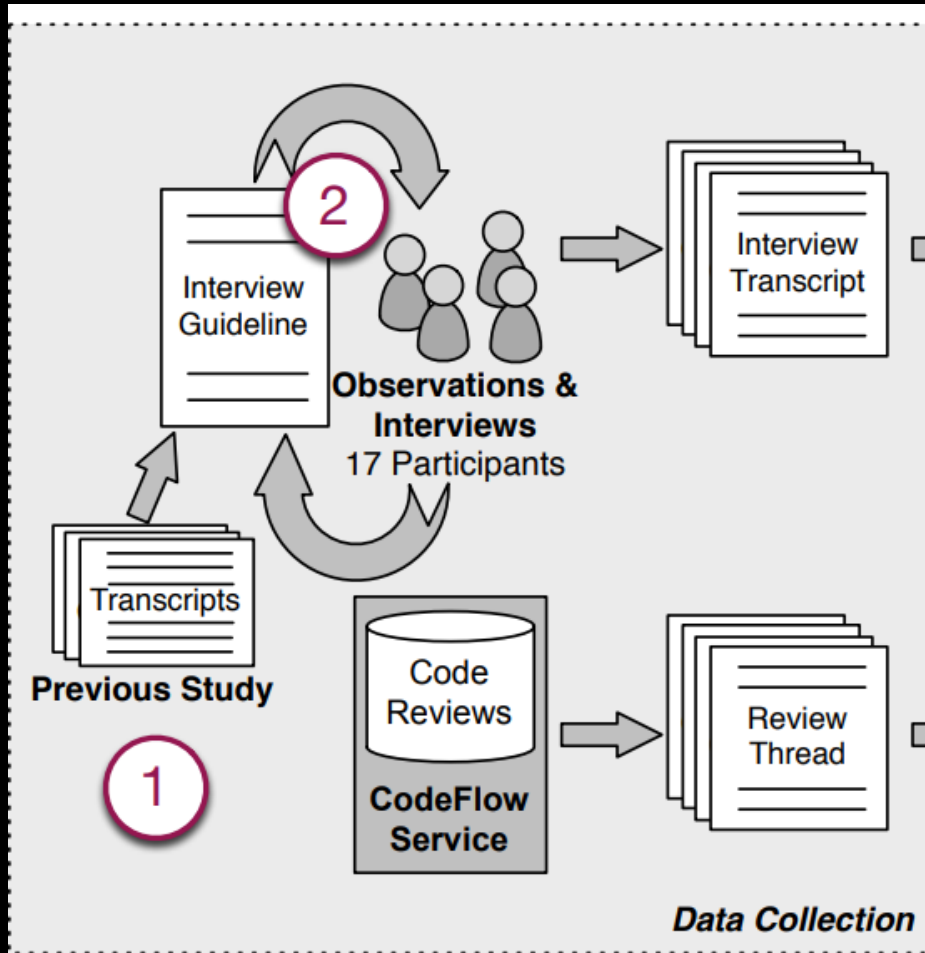 2
Interview
Guideline
Interview
Transcript
Observations &
Interviews
17 Participants
Transcripts
Previous Study
1
Code
Reviews
CodeFlow
Service
Review
Thread
Data Collection